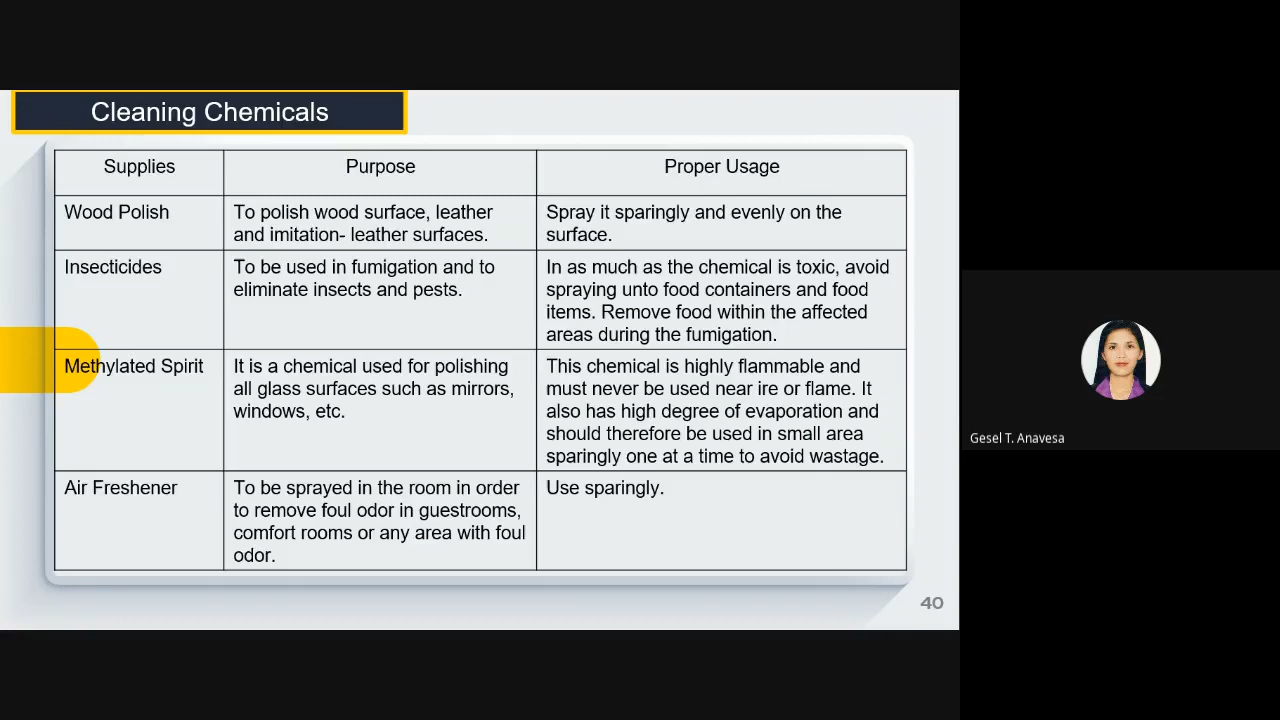 Cleaning Chemicals
Supplies
Purpose
Proper Usage
Wood Polish
To polish wood surface, leather
and imitation- leather surfaces.
Spray it sparingly and evenly on the
surface.
Insecticides
To be used in fumigation and to
eliminate insects and pests.
In as much as the chemical is toxic, avoid
spraying unto food containers and food
items. Remove food within the affected
areas during the fumigation.
Methylated Spirit
It is a chemical used for polishing
all glass surfaces such as mirrors,
windows, etc.
This chemical is highly flammable and
must never be used near ire or flame. It
also has high degree of evaporation and
should therefore be used in small area
sparingly one at a time to avoid wastage.
Air Freshener
To be sprayed in the room in order
to remove foul odor in guestrooms,
comfort rooms or any area with foul
odor.
Use sparingly.
40
Gesel T. Anavesa